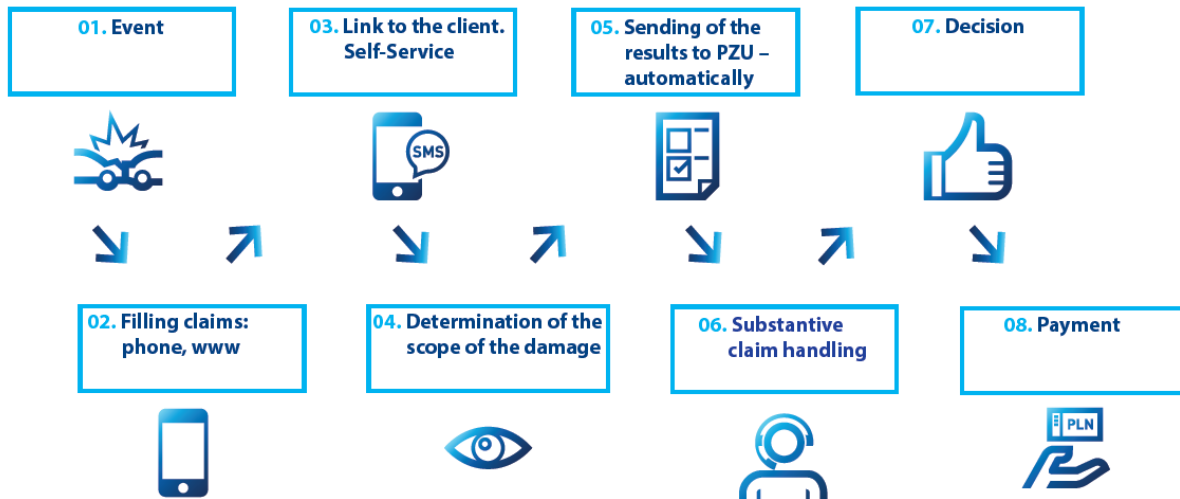 01. Event
02. Filling claims:
phone, www
03. Link to the client.
Self-Service
SMS
04. Determination of the
scope of the damage
05. Sending of the
results to PZU –
automatically
06. Substantive
claim handling
07. Decision
08. Payment
PLN